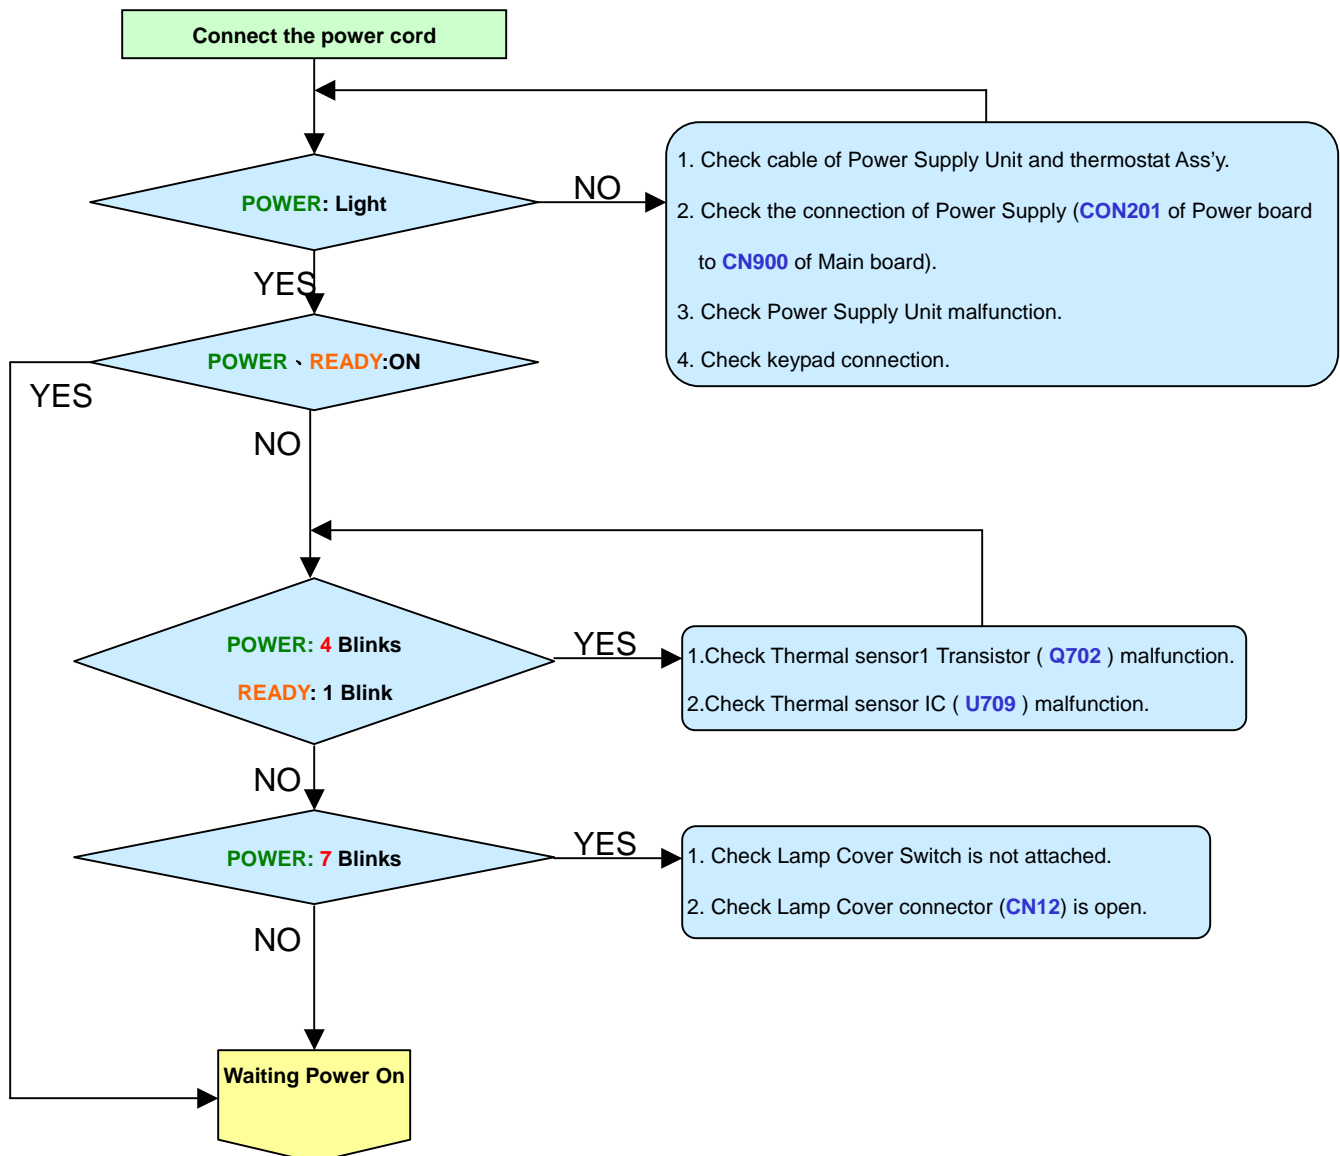 Connect the power cord
POWER: Light
NO
1. Check cable of Power Supply Unit and thermostat Ass'y.
2. Check the connection of Power Supply (CON201 of Power board
to CN900 of Main board).
3. Check Power Supply Unit malfunction.
4. Check keypad connection.
YES
POWER、READY:ON
YES
NO
POWER: 4 Blinks
READY: 1 Blink
YES
1.Check Thermal sensor1 Transistor ( Q702 ) malfunction.
2.Check Thermal sensor IC ( U709 ) malfunction.
NO
POWER: 7 Blinks
YES
1. Check Lamp Cover Switch is not attached.
2. Check Lamp Cover connector (CN12) is open.
NO
Waiting Power On